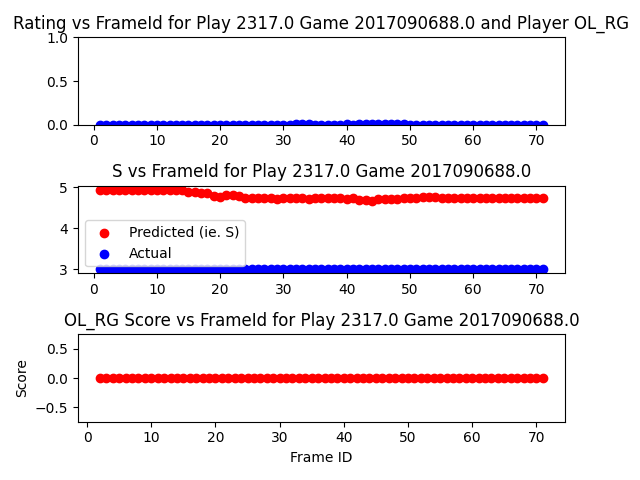 Rating vs FrameId for Play 2317.0 Game 2017090688.0 and Player OL_RG
1.0
0.5
0.0
0 10 20 30 40 50 60 70
S vs FrameId for Play 2317.0 Game 2017090688.0
5
4
3
Predicted (ie. S)
Actual
0 10 20 30 40 50 60 70
OL_RG Score vs FrameId for Play 2317.0 Game 2017090688.0
Score
0.5
0.0
−0.5
0 10 20 30 40 50 60 70
Frame ID